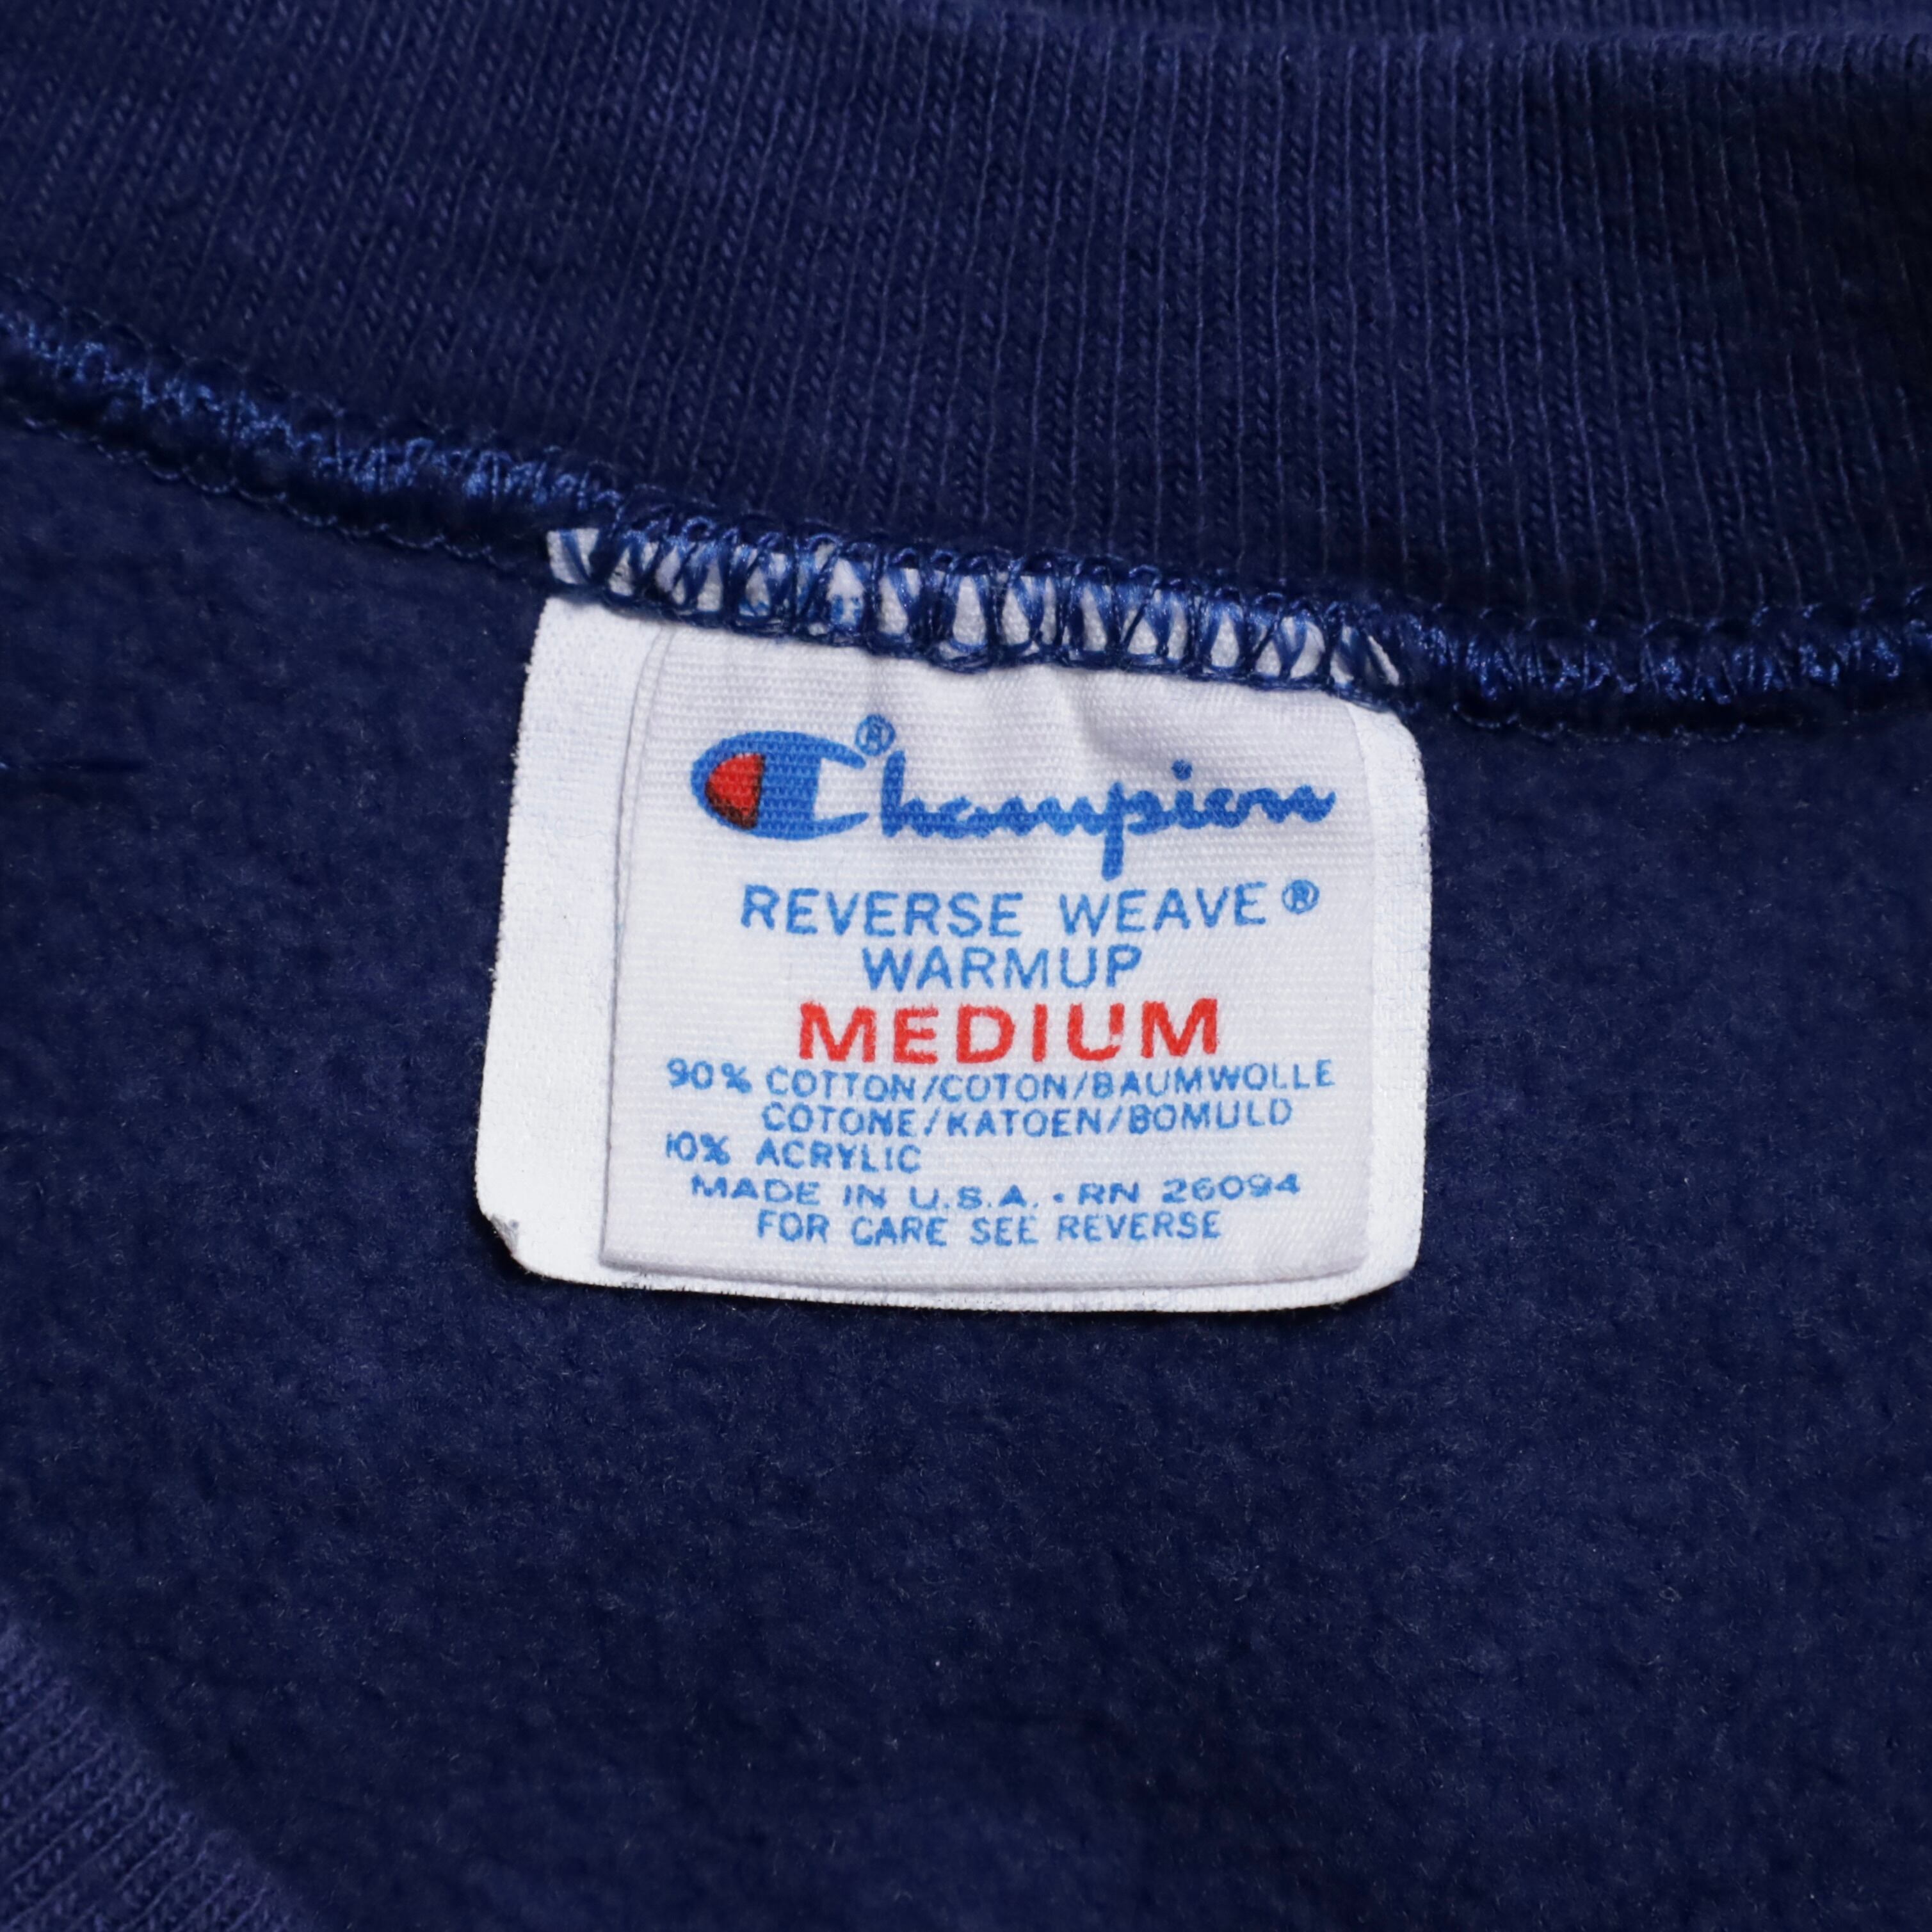 Champion®
REVERSE WEAVE®
WARMUP
MEDIUM
90% COTTON/COTON/BAUMWOLLE
COTONE/KATOEN/BOMULD
10% ACRYLIC
MADE IN U.S.A. • RN 26094
FOR CARE SEE REVERSE